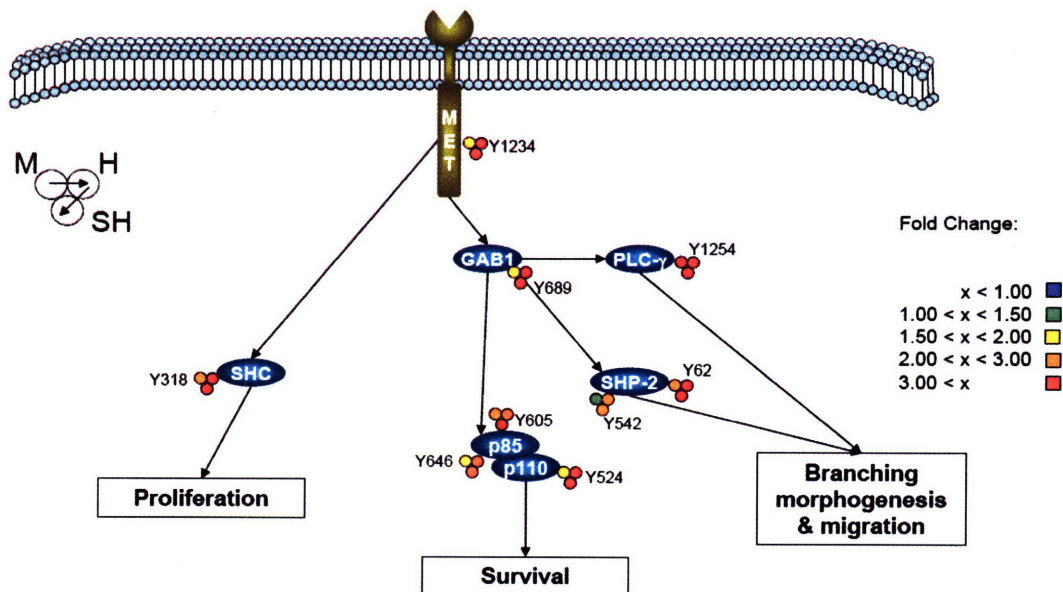 MET
Y1234
M
H
SH
Fold Change:
x < 1.00
1.00 < x < 1.50
1.50 < x < 2.00
2.00 < x < 3.00
3.00 < x
GAB1
Y689
PLC-γ
Y1254
Y318
SHC
SHP-2
Y62
Y542
Y605
p85
Y646
p110
Y524
Proliferation
Survival
Branching
morphogenesis
& migration